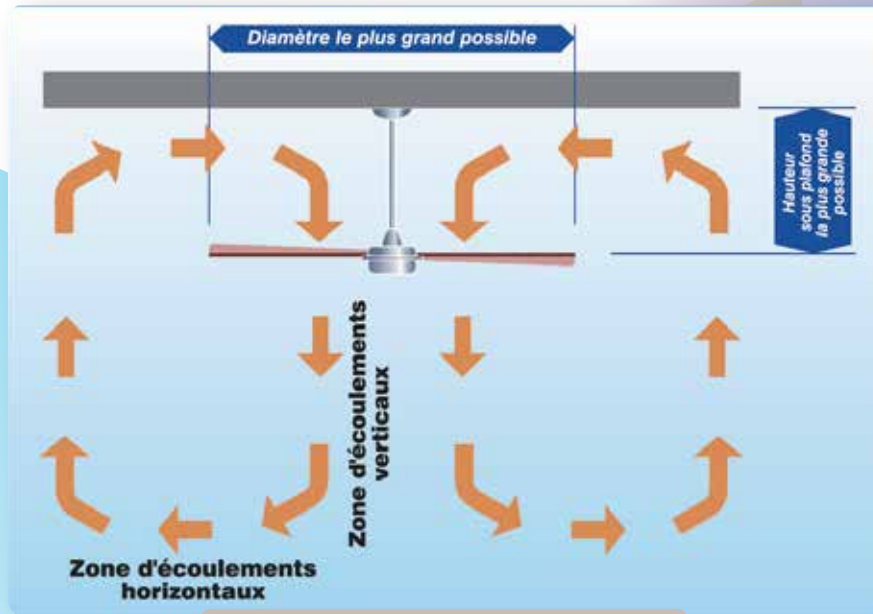 Diamètre le plus grand possible
Hauteur
sous plafond
la plus grande
possible
Zone d'écoulements
verticaux
Zone d'écoulements
horizontaux